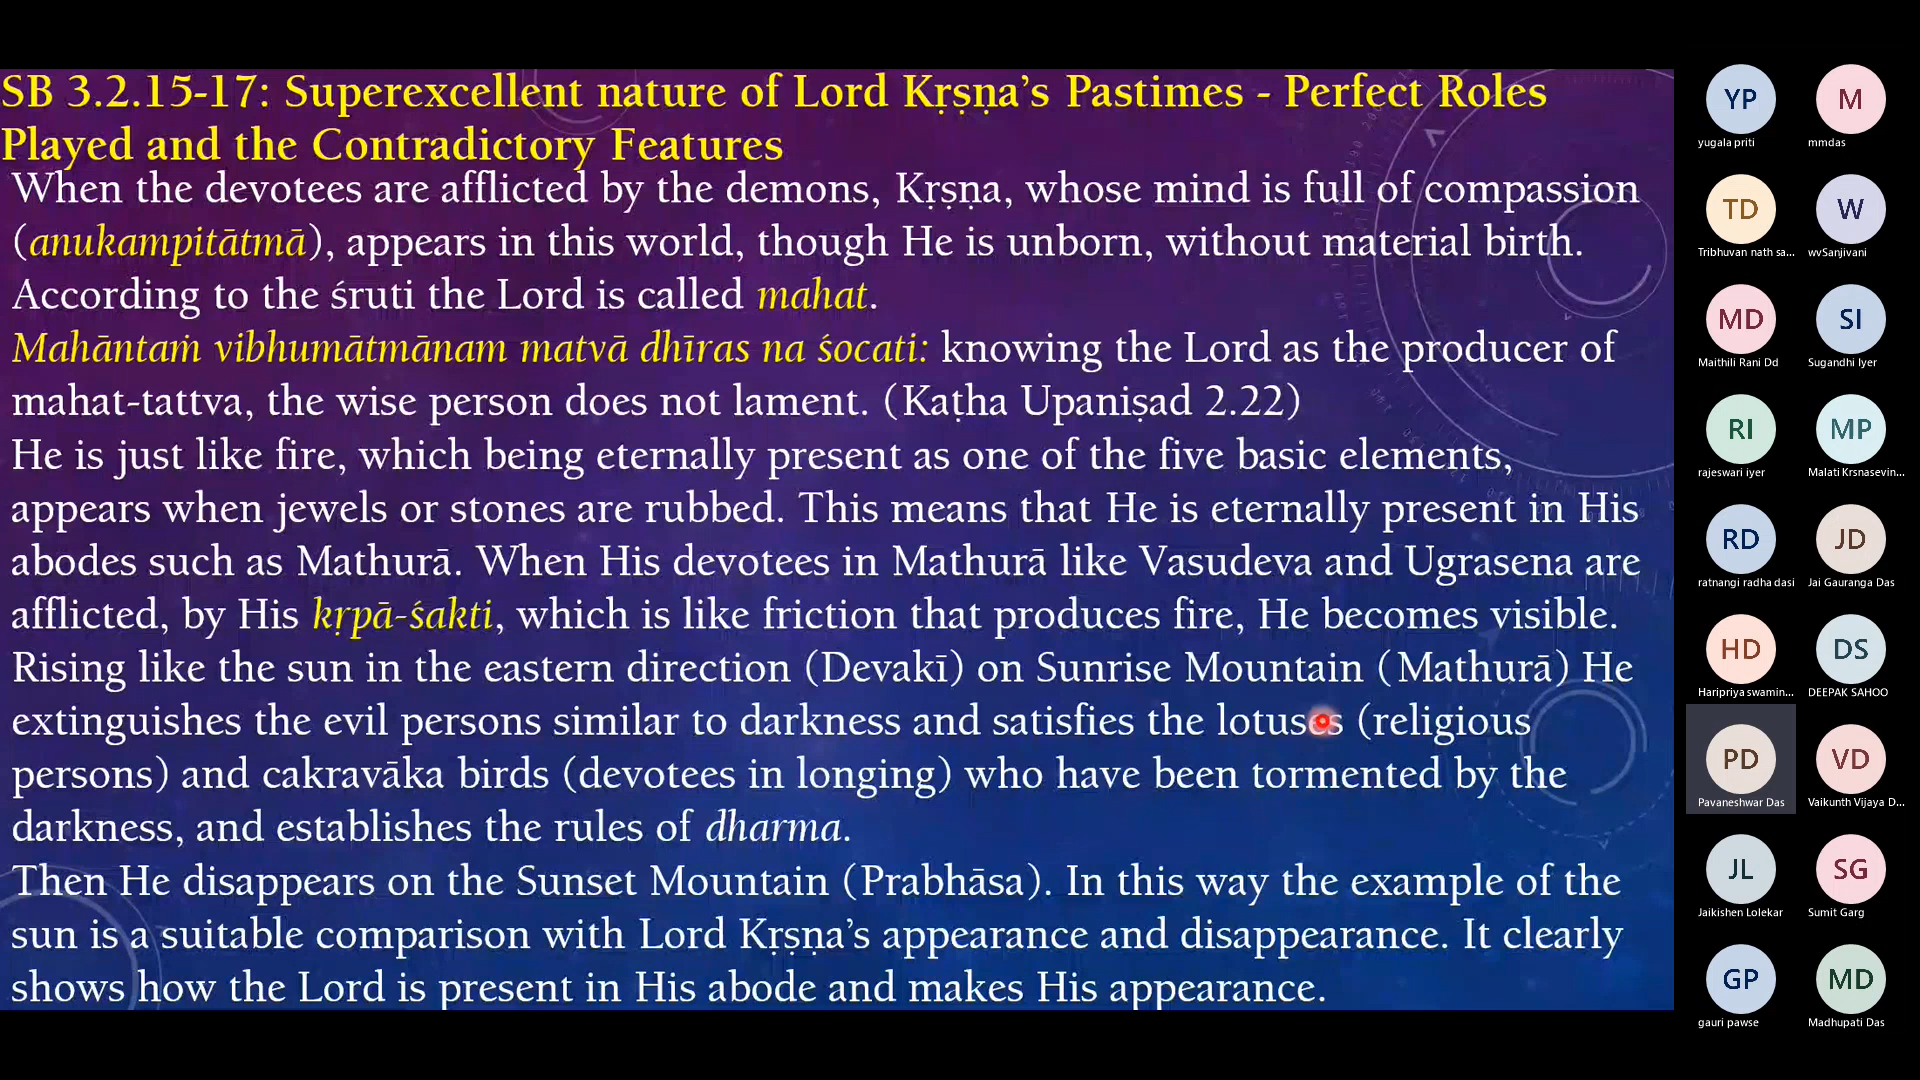 SB 3.2.15-17: Superexcellent nature of Lord Kṛṣṇa’s Pastimes - Perfect Roles
Played and the Contradictory Features
When the devotees are afflicted by the demons, Kṛṣṇa, whose mind is full of compassion
(anukampitātmā), appears in this world, though He is unborn, without material birth.
According to the śruti the Lord is called mahat.
Mahāntaṁ vibhumātmānam matvā dhīras na śocati: knowing the Lord as the producer of
mahat-tattva, the wise person does not lament. (Kaṭha Upaniṣad 2.22)
He is just like fire, which being eternally present as one of the five basic elements,
appears when jewels or stones are rubbed. This means that He is eternally present in His
abodes such as Mathurā. When His devotees in Mathurā like Vasudeva and Ugrasena are
afflicted, by His kṛpā-śakti, which is like friction that produces fire, He becomes visible.
Rising like the sun in the eastern direction (Devakī) on Sunrise Mountain (Mathurā) He
extinguishes the evil persons similar to darkness and satisfies the lotuses (religious
persons) and cakravāka birds (devotees in longing) who have been tormented by the
darkness, and establishes the rules of dharma.
Then He disappears on the Sunset Mountain (Prabhāsa). In this way the example of the
sun is a suitable comparison with Lord Kṛṣṇa’s appearance and disappearance. It clearly
shows how the Lord is present in His abode and makes His appearance.
YP M
yugala priti mmdas
TD W
Tribhuvan nath sa... wvSanjivani
MD SI
Maithili Rani Dd Sugandhi Iyer
RI MP
rajeswari iyer Malati Krsnasevin...
RD JD
ratnangi radha dasi Jai Gauranga Das
HD DS
Haripriya swamin... DEEPAK SAHOO
PD VD
Pavaneshwar Das Vaikunth Vijaya D...
JL SG
Jaikishen Lolekar Sumit Garg
GP MD
gauri pawse Madhupati Das